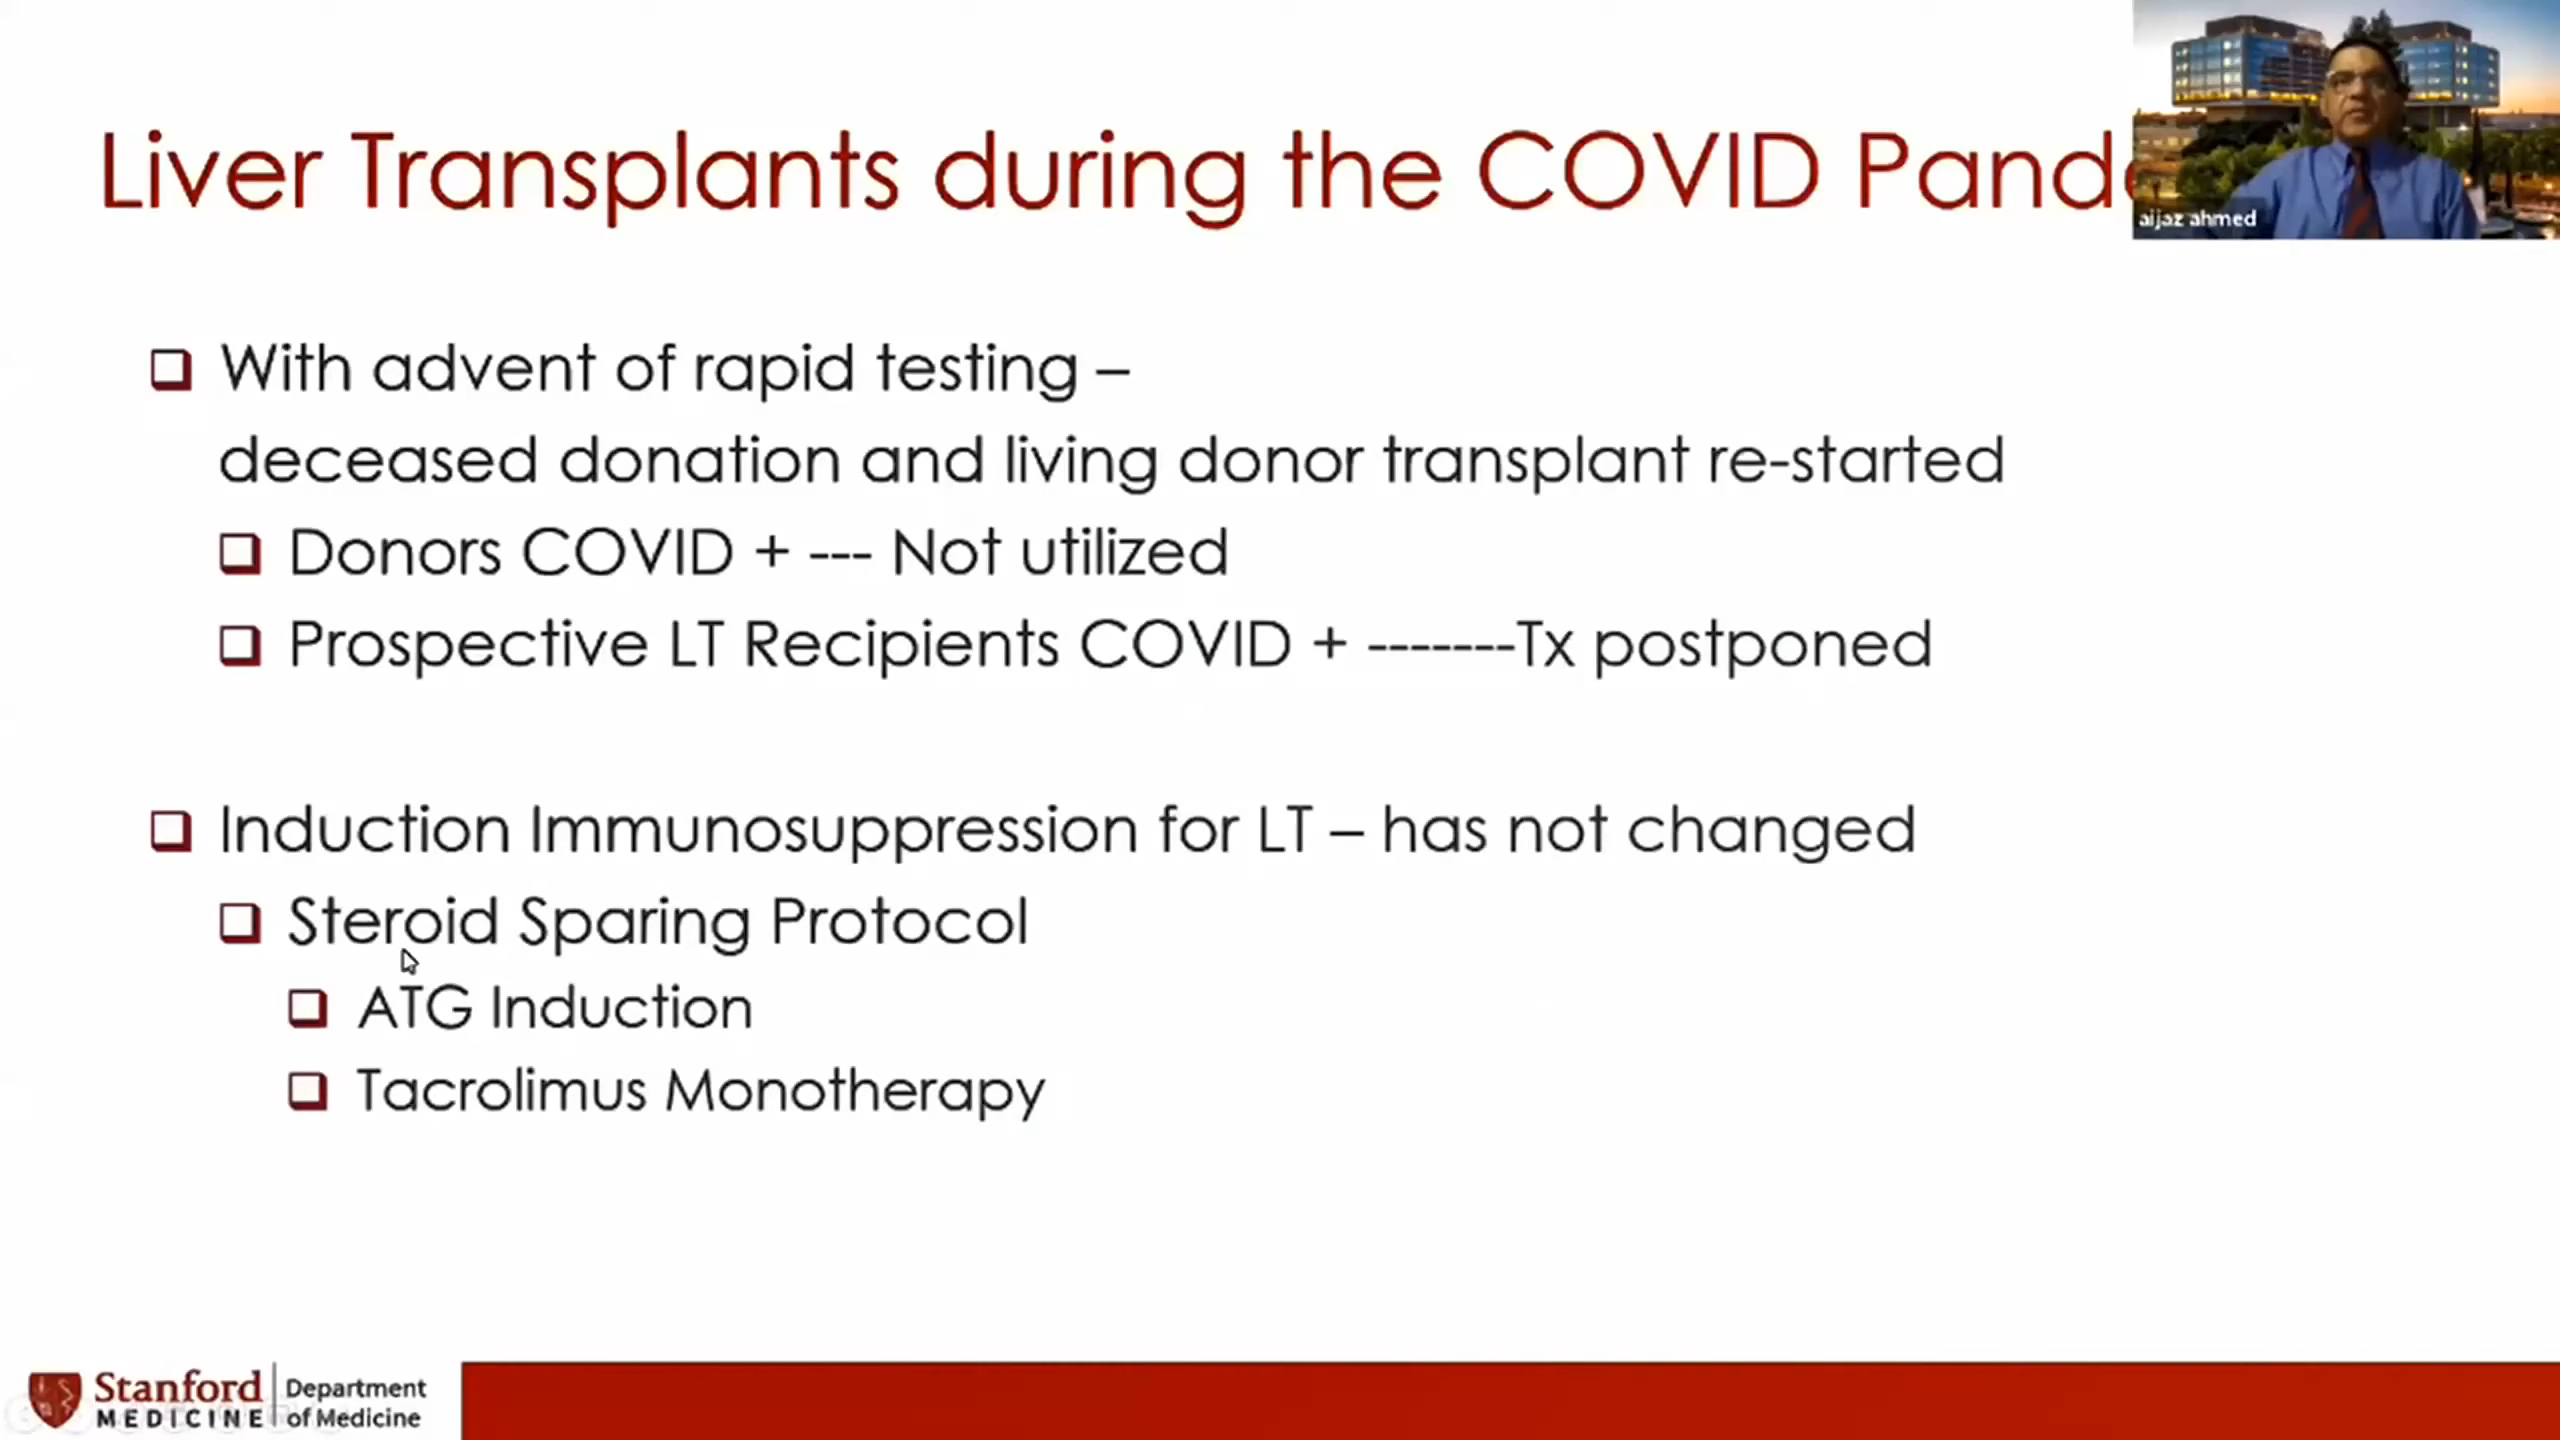 Liver Transplants during the COVID Pande
aijaz ahmed
With advent of rapid testing –
deceased donation and living donor transplant re-started
Donors COVID + --- Not utilized
Prospective LT Recipients COVID + -------Tx postponed
Induction Immunosuppression for LT – has not changed
Steroid Sparing Protocol
ATG Induction
Tacrolimus Monotherapy
Stanford
MEDICINE
Department
of Medicine